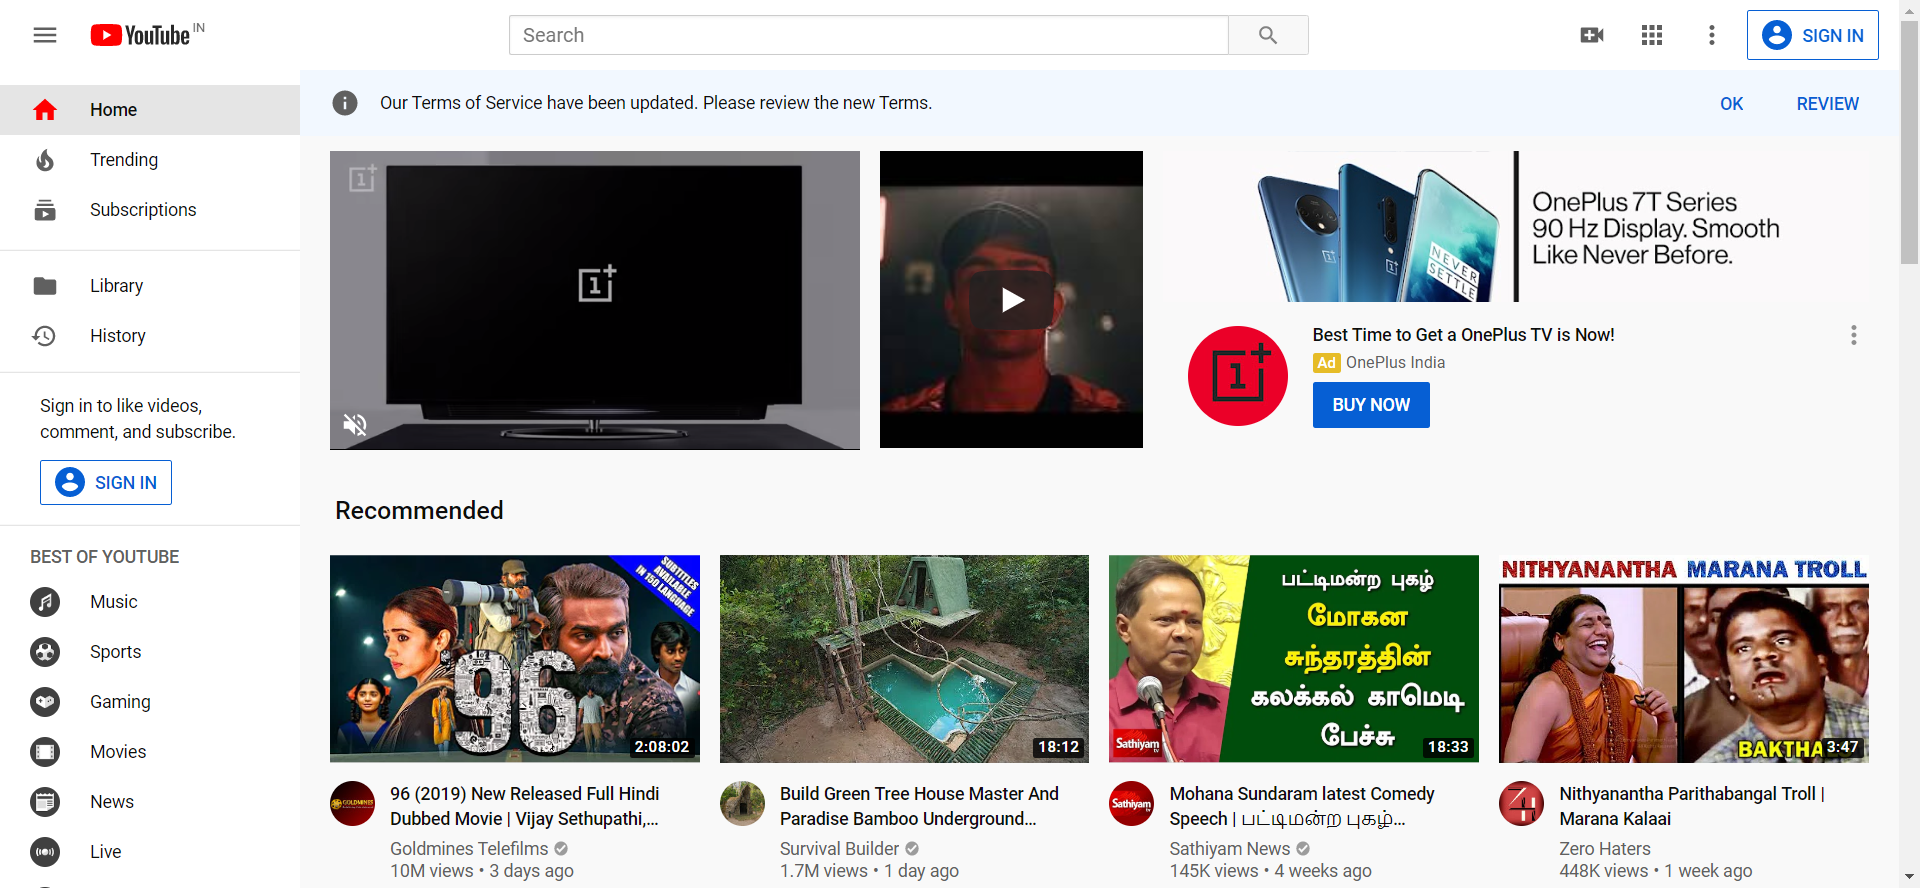 YouTube IN
Search
SIGN IN
Home
Trending
Subscriptions
Library
History
Sign in to like videos,
comment, and subscribe.
SIGN IN
BEST OF YOUTUBE
Music
Sports
Gaming
Movies
News
Live
Our Terms of Service have been updated. Please review the new Terms.
OK
REVIEW
OnePlus 7T Series
90 Hz Display. Smooth
Like Never Before.
NEVER
SETTLE
Best Time to Get a OnePlus TV is Now!
Ad OnePlus India
BUY NOW
Recommended
SUBTITLES
AVAILABLE
IN 150 LANGUAGE
96
2:08:02
GOLDMINES
96 (2019) New Released Full Hindi
Dubbed Movie | Vijay Sethupathi,...
Goldmines Telefilms
10M views • 3 days ago
18:12
Build Green Tree House Master And
Paradise Bamboo Underground...
Survival Builder
1.7M views • 1 day ago
பட்டிமன்ற புகழ்
மோகன
சுந்தரத்தின்
கலக்கல் காமெடி
பேச்சு
Sathiyam
18:33
Sathiyam
Mohana Sundaram latest Comedy
Speech | பட்டிமன்ற புகழ்...
Sathiyam News
145K views • 4 weeks ago
NITHYANANTHA MARANA TROLL
BAKTHA
3:47
Nithyanantha Parithabangal Troll |
Marana Kalaai
Zero Haters
448K views • 1 week ago